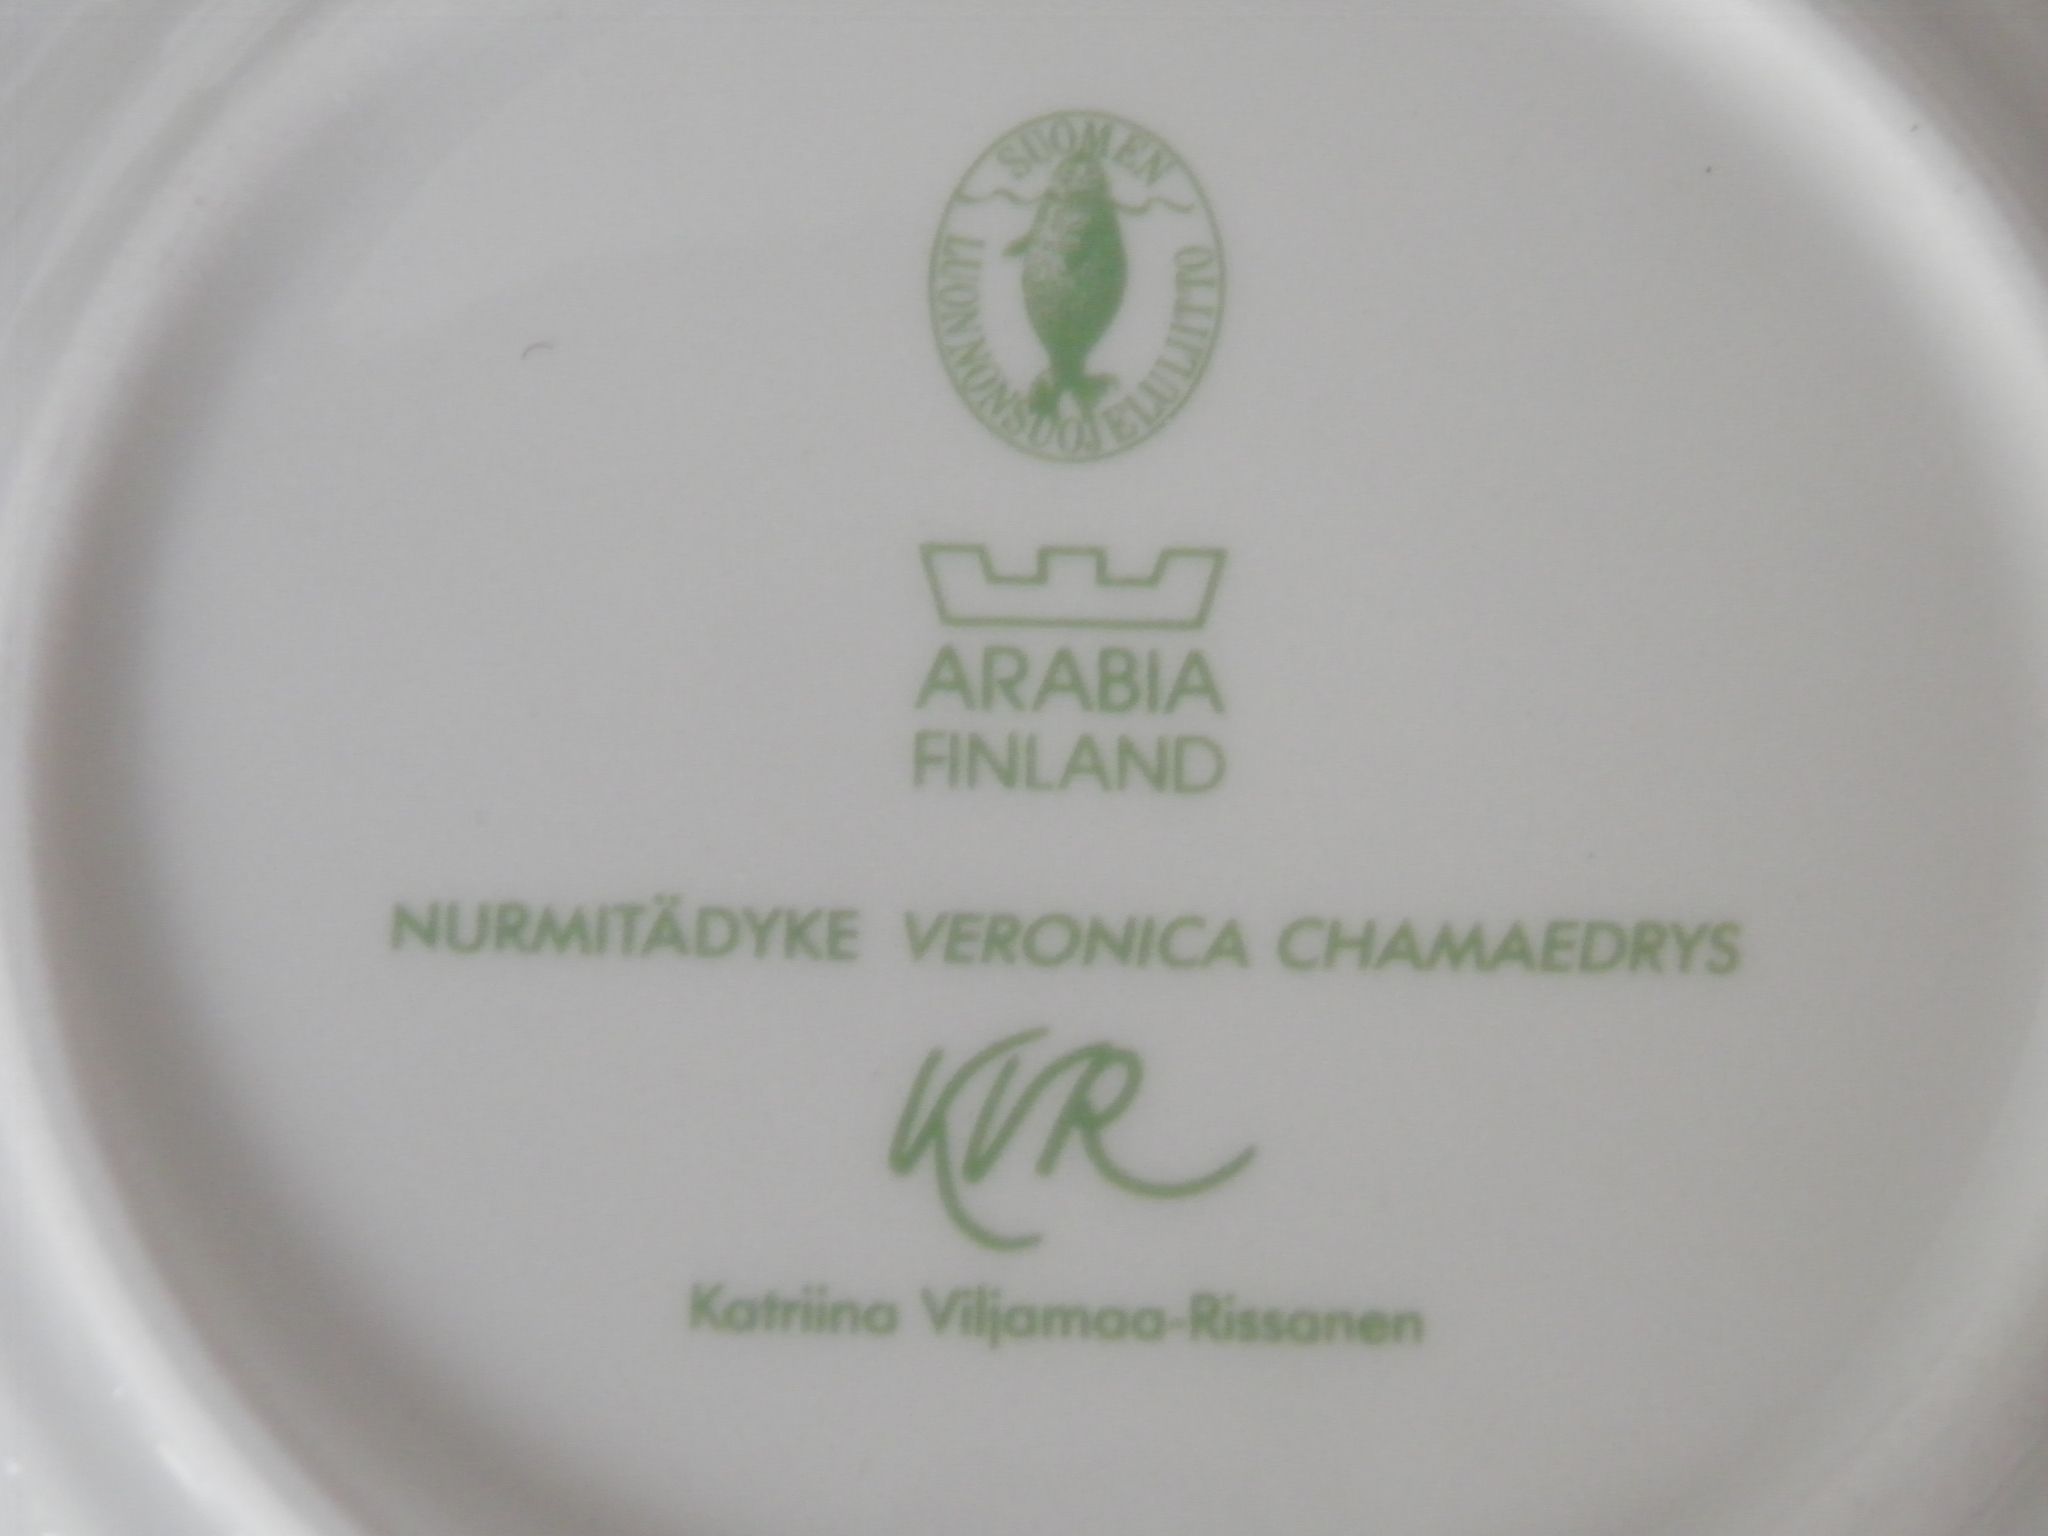 SUOMEN
LUONNONSUOJELULIITTO
ARABIA
FINLAND
NURMITÄDYKE VERONICA CHAMAEDRYS
KVR
Katriina Viljamaa-Rissanen